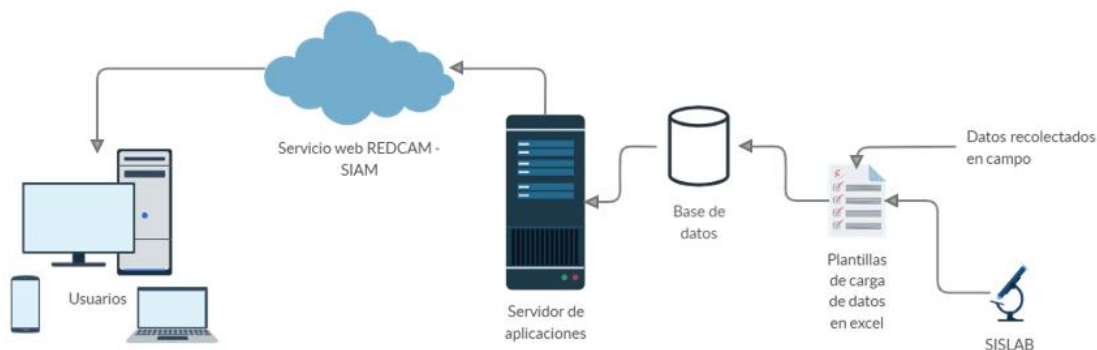 Servicio web REDCAM -
SIAM
Usuarios
Servidor de
aplicaciones
Base de
datos
Datos recolectados
en campo
Plantillas
de carga
de datos
en excel
SISLAB